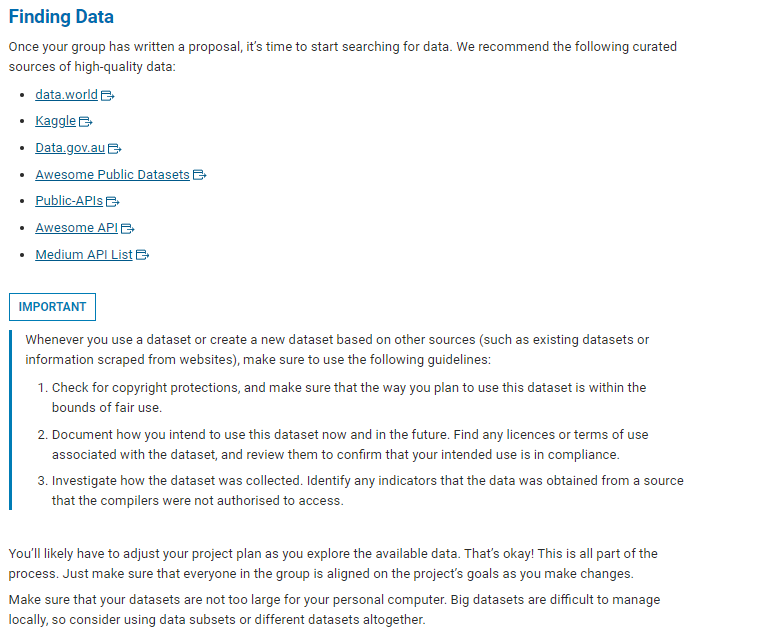 Finding Data
Once your group has written a proposal, it's time to start searching for data. We recommend the following curated
sources of high-quality data:
• data.world
• Kaggle
• Data.gov.au
• Awesome Public Datasets
• Public-APIs
• Awesome API
• Medium API List
IMPORTANT
Whenever you use a dataset or create a new dataset based on other sources (such as existing datasets or
information scraped from websites), make sure to use the following guidelines:
1. Check for copyright protections, and make sure that the way you plan to use this dataset is within the
bounds of fair use.
2. Document how you intend to use this dataset now and in the future. Find any licences or terms of use
associated with the dataset, and review them to confirm that your intended use is in compliance.
3. Investigate how the dataset was collected. Identify any indicators that the data was obtained from a source
that the compilers were not authorised to access.
You'll likely have to adjust your project plan as you explore the available data. That's okay! This is all part of the
process. Just make sure that everyone in the group is aligned on the project's goals as you make changes.
Make sure that your datasets are not too large for your personal computer. Big datasets are difficult to manage
locally, so consider using data subsets or different datasets altogether.